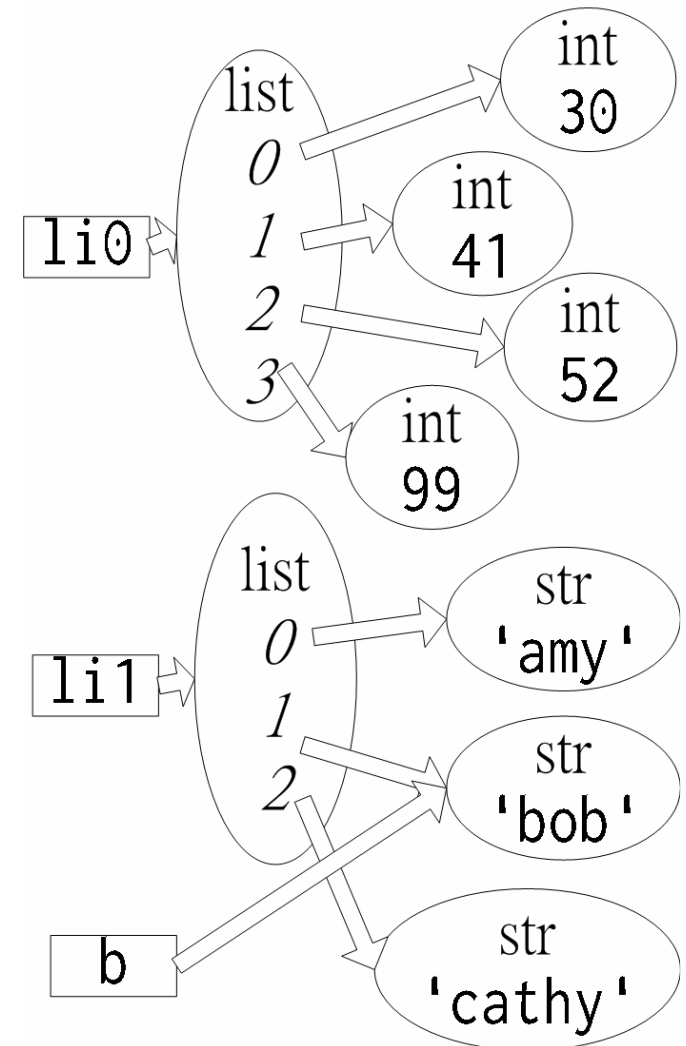 list
0
1
2
3
li0
int
30
int
41
int
52
int
99
list
0
1
2
li1
str
'amy'
str
'bob'
b
str
'cathy'